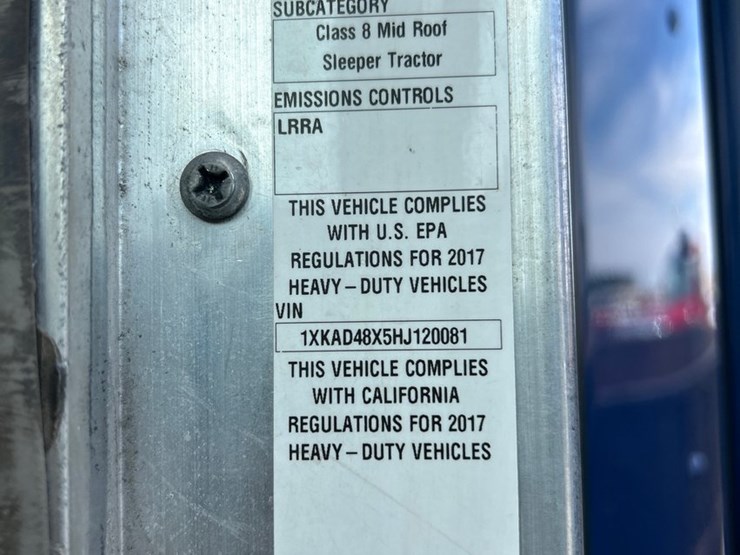 SUBCATEGORY
Class 8 Mid Roof
Sleeper Tractor
EMISSIONS CONTROLS
LRRA
THIS VEHICLE COMPLIES
WITH U.S. EPA
REGULATIONS FOR 2017
HEAVY – DUTY VEHICLES
VIN
1XKAD48X5HJ120081
THIS VEHICLE COMPLIES
WITH CALIFORNIA
REGULATIONS FOR 2017
HEAVY – DUTY VEHICLES